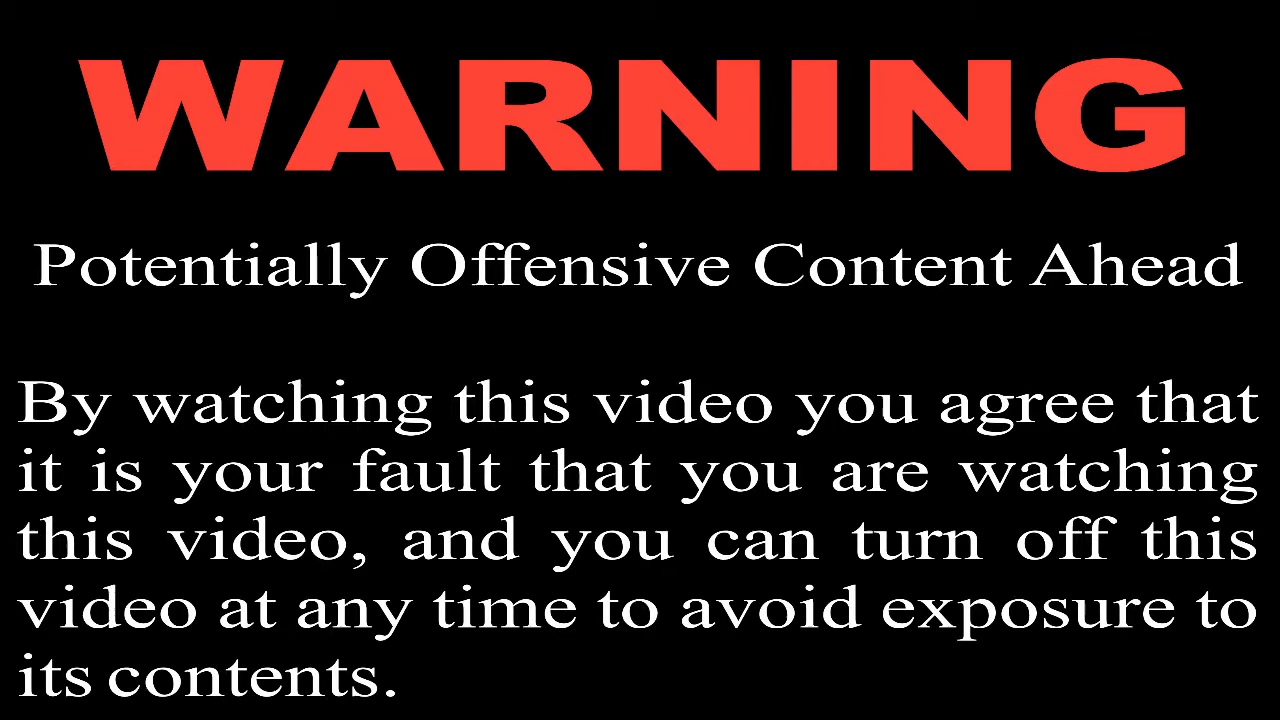 WARNING
Potentially Offensive Content Ahead
By watching this video you agree that
it is your fault that you are watching
this video, and you can turn off this
video at any time to avoid exposure to
its contents.